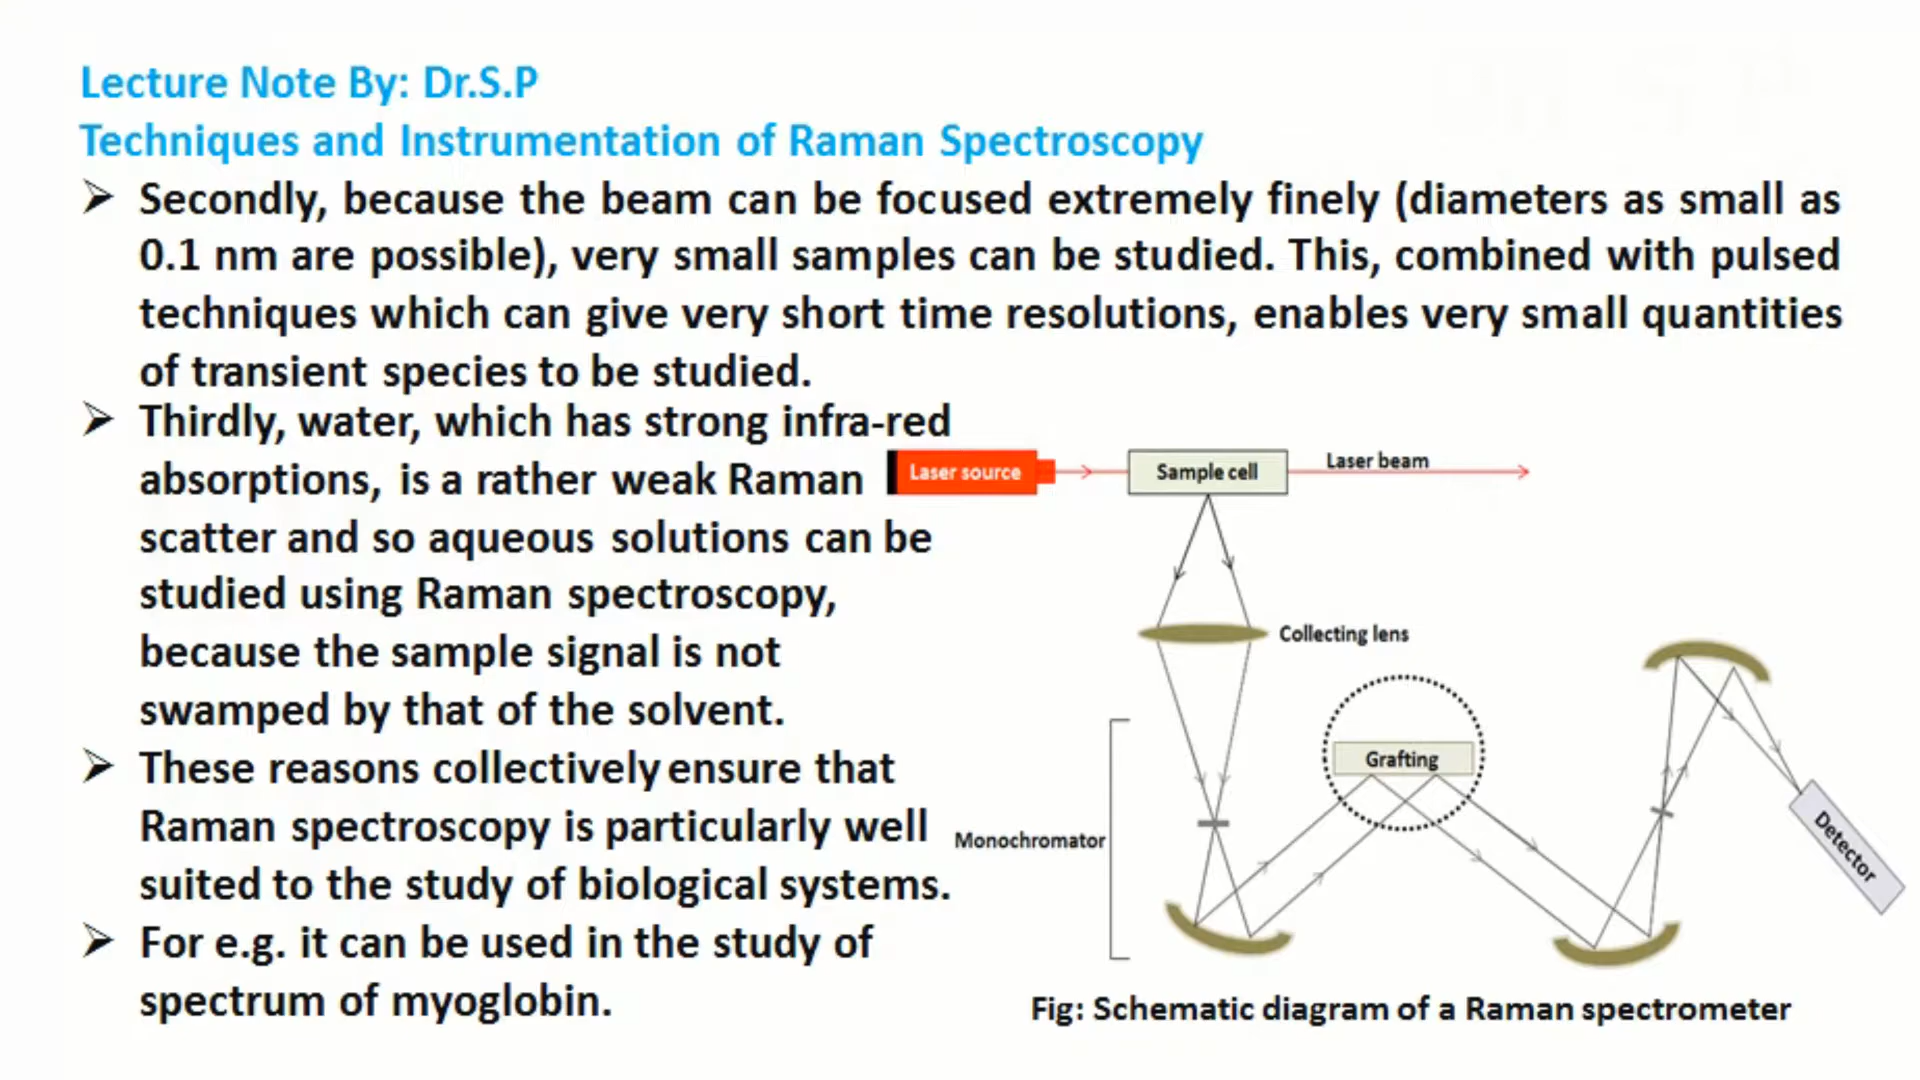 Lecture Note By: Dr.S.P
Techniques and Instrumentation of Raman Spectroscopy
➢ Secondly, because the beam can be focused extremely finely (diameters as small as
0.1 nm are possible), very small samples can be studied. This, combined with pulsed
techniques which can give very short time resolutions, enables very small quantities
of transient species to be studied.
➢ Thirdly, water, which has strong infra-red
absorptions, is a rather weak Raman
scatter and so aqueous solutions can be
studied using Raman spectroscopy,
because the sample signal is not
swamped by that of the solvent.
➢ These reasons collectively ensure that
Raman spectroscopy is particularly well
suited to the study of biological systems.
➢ For e.g. it can be used in the study of
spectrum of myoglobin.
Laser source
Sample cell
Laser beam
Collecting lens
Grafting
Monochromator
Detector
Fig: Schematic diagram of a Raman spectrometer